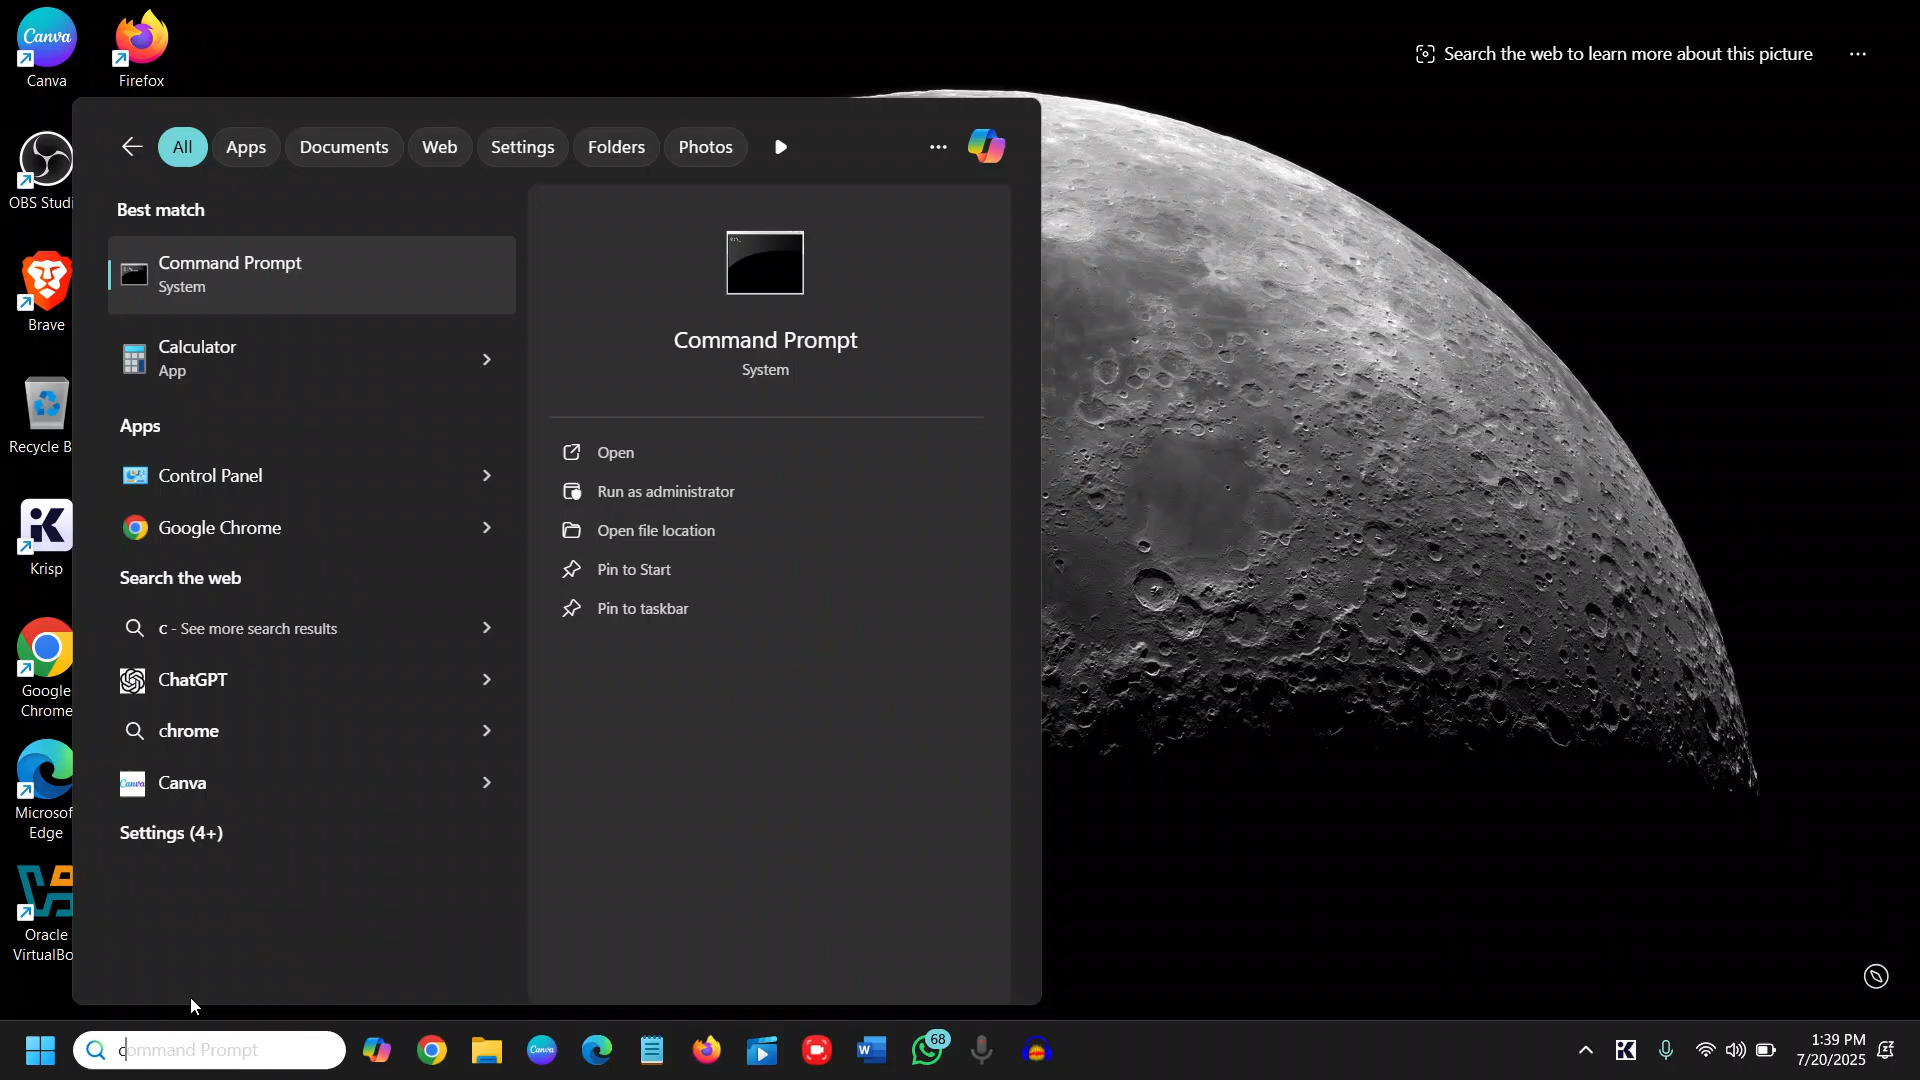 Canva
Firefox
Search the web to learn more about this picture
All
Apps
Documents
Web
Settings
Folders
Photos
Best match
Command Prompt
System
Calculator
App
Apps
Control Panel
Google Chrome
Search the web
c - See more search results
ChatGPT
chrome
Canva
Settings (4+)
Command Prompt
System
Open
Run as administrator
Open file location
Pin to Start
Pin to taskbar
OBS Studi
Brave
Recycle B
Krisp
Google
Chrome
Microsof
Edge
Oracle
VirtualBo
command Prompt
68
1:39 PM
7/20/2025